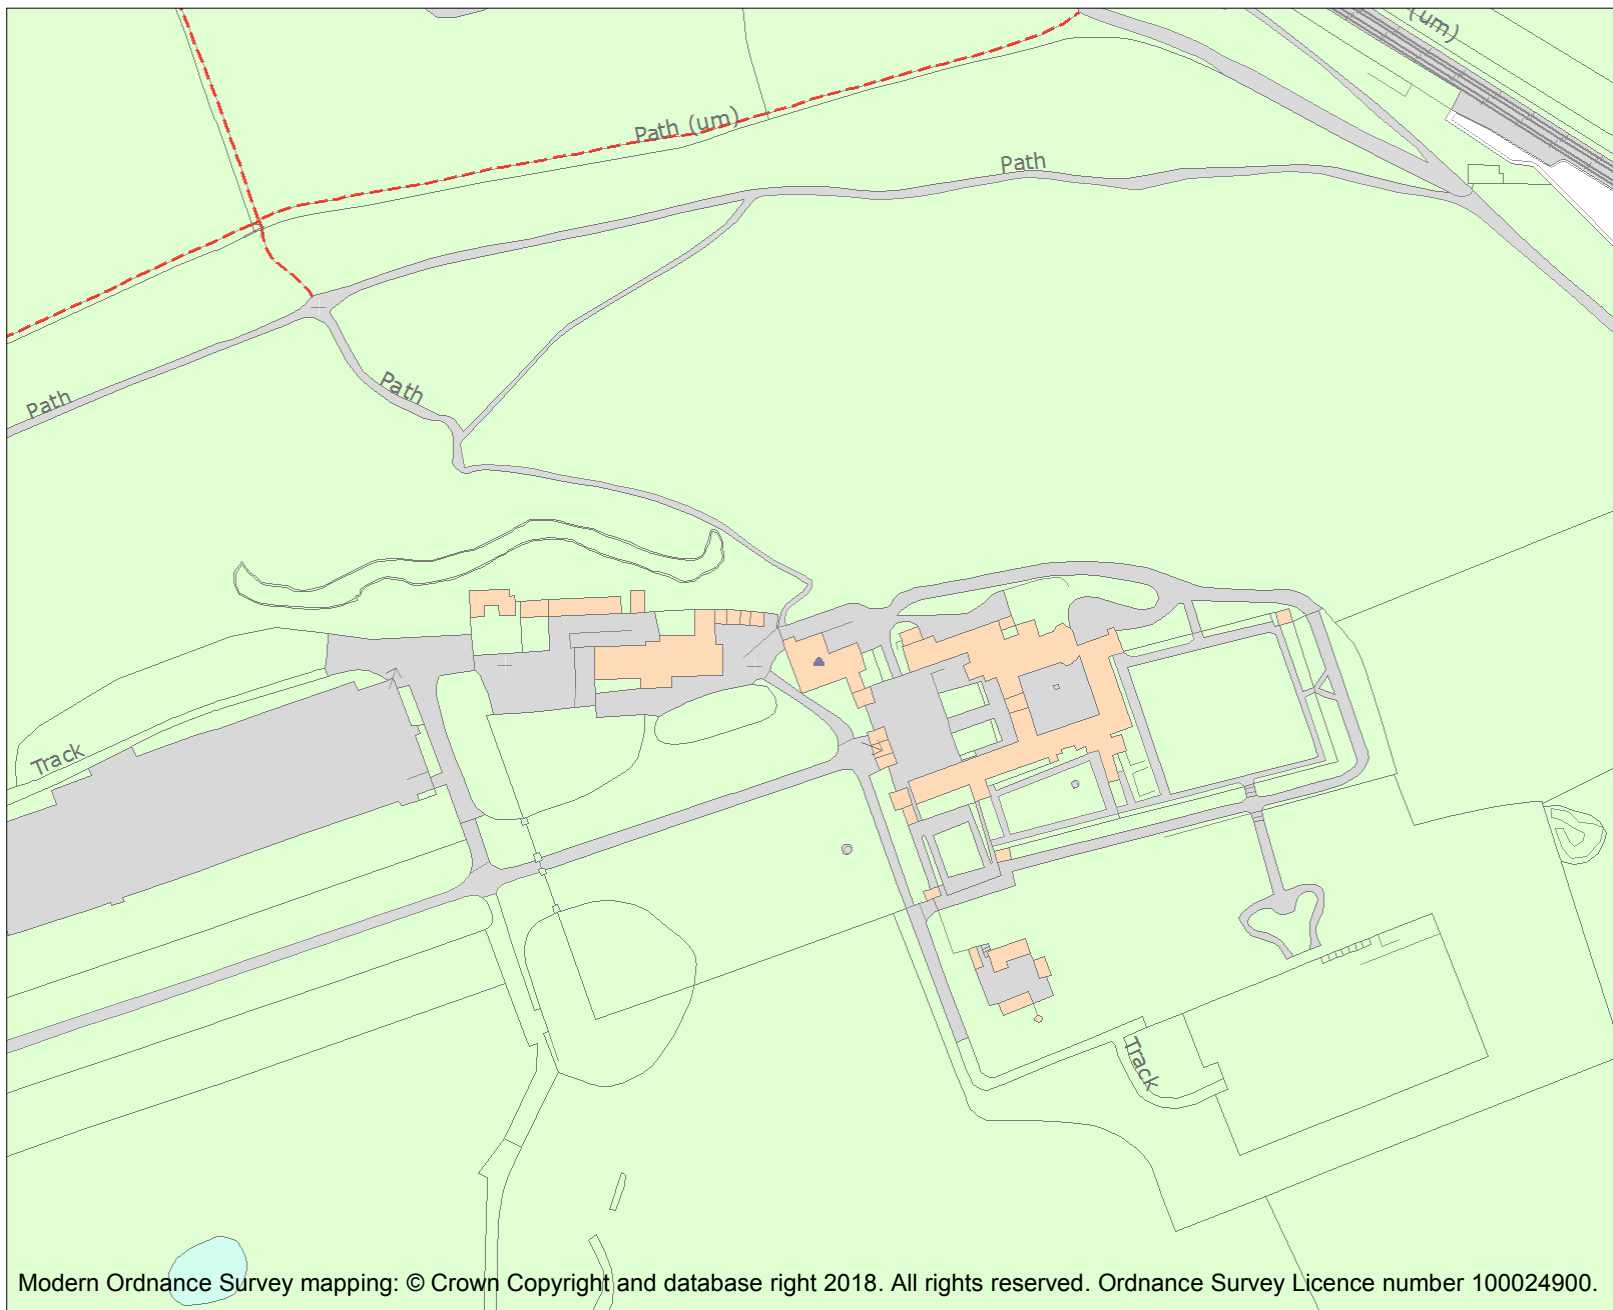 (um)
Path (um)
Path
Path
Path
Track
Track
Modern Ordnance Survey mapping: © Crown Copyright and database right 2018. All rights reserved. Ordnance Survey Licence number 100024900.